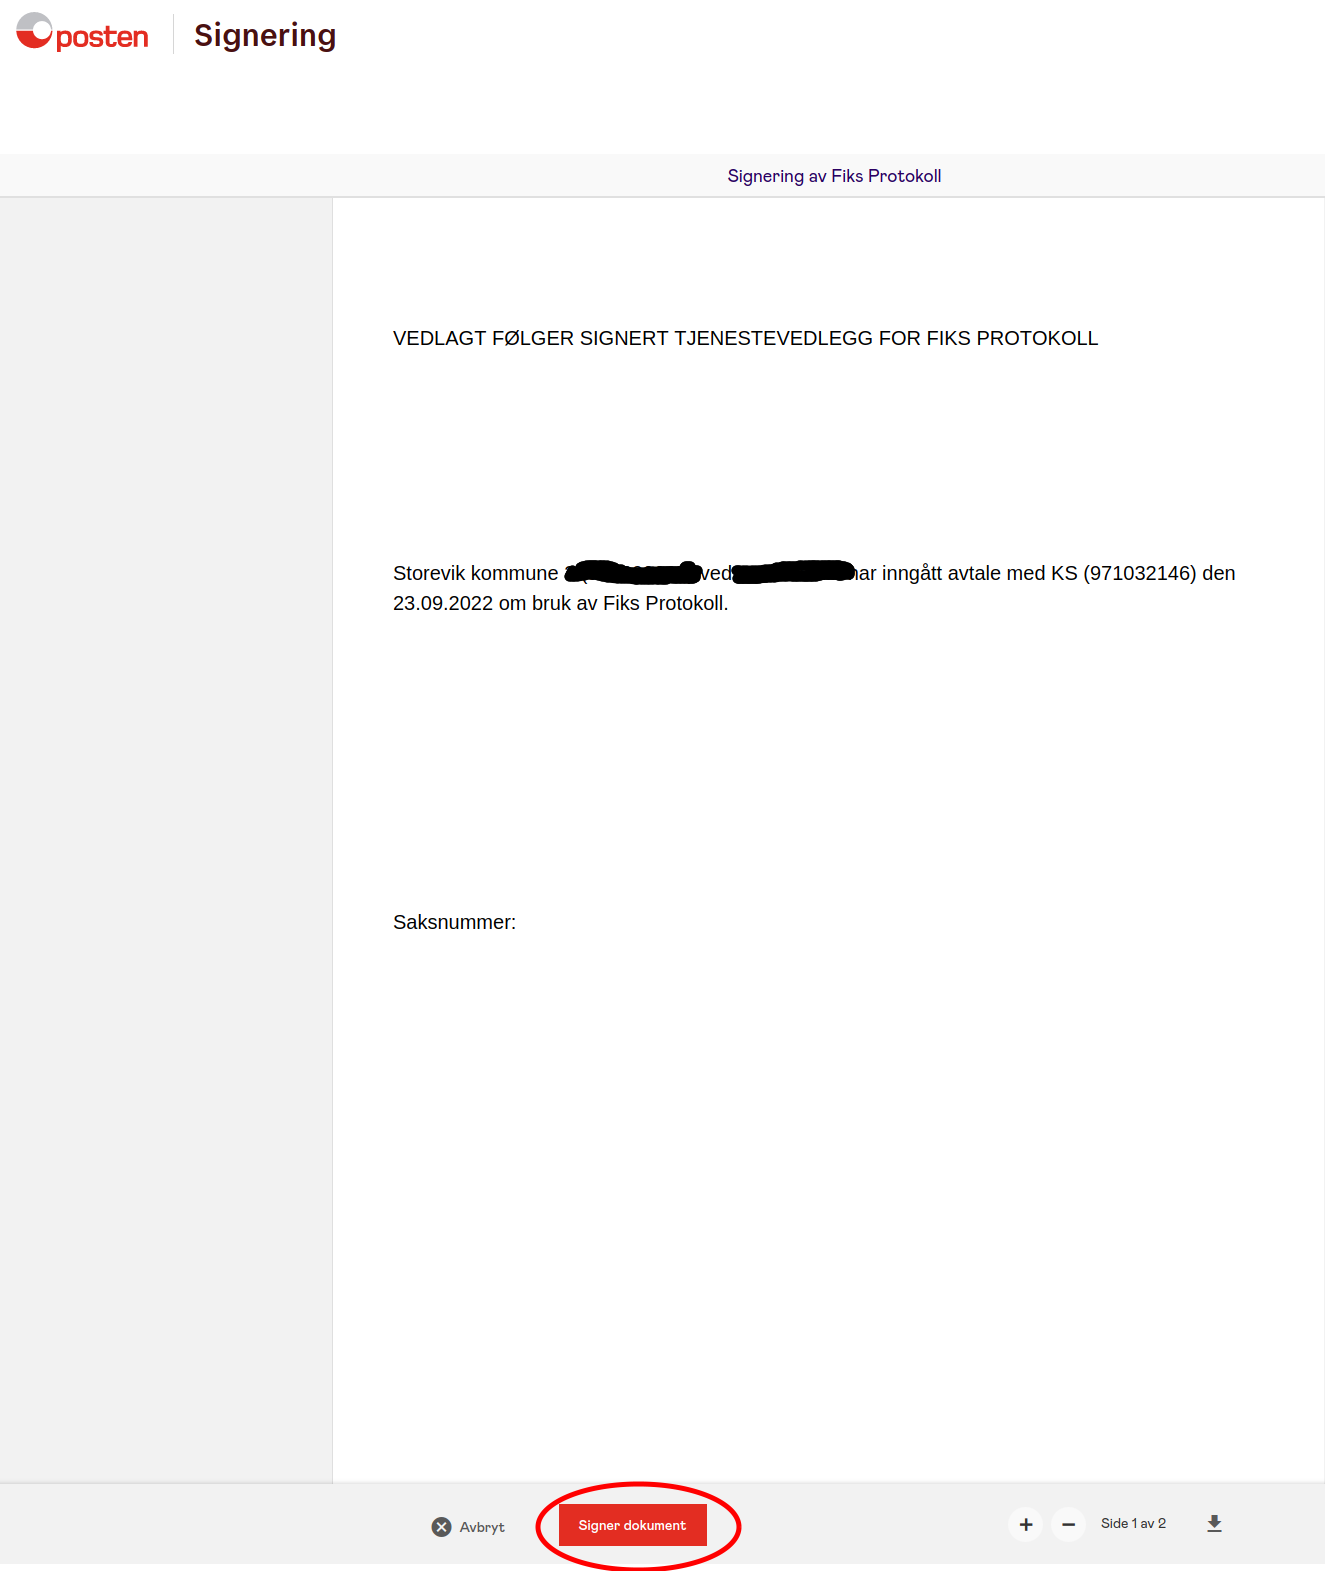 posten
Signering
Signering av Fiks Protokoll
VEDLAGT FØLGER SIGNERT TJENESTEVEDLEGG FOR FIKS PROTOKOLL
Storevik kommune ved har inngått avtale med KS (971032146) den
23.09.2022 om bruk av Fiks Protokoll.
Saksnummer:
Avbryt
Signer dokument
Side 1 av 2